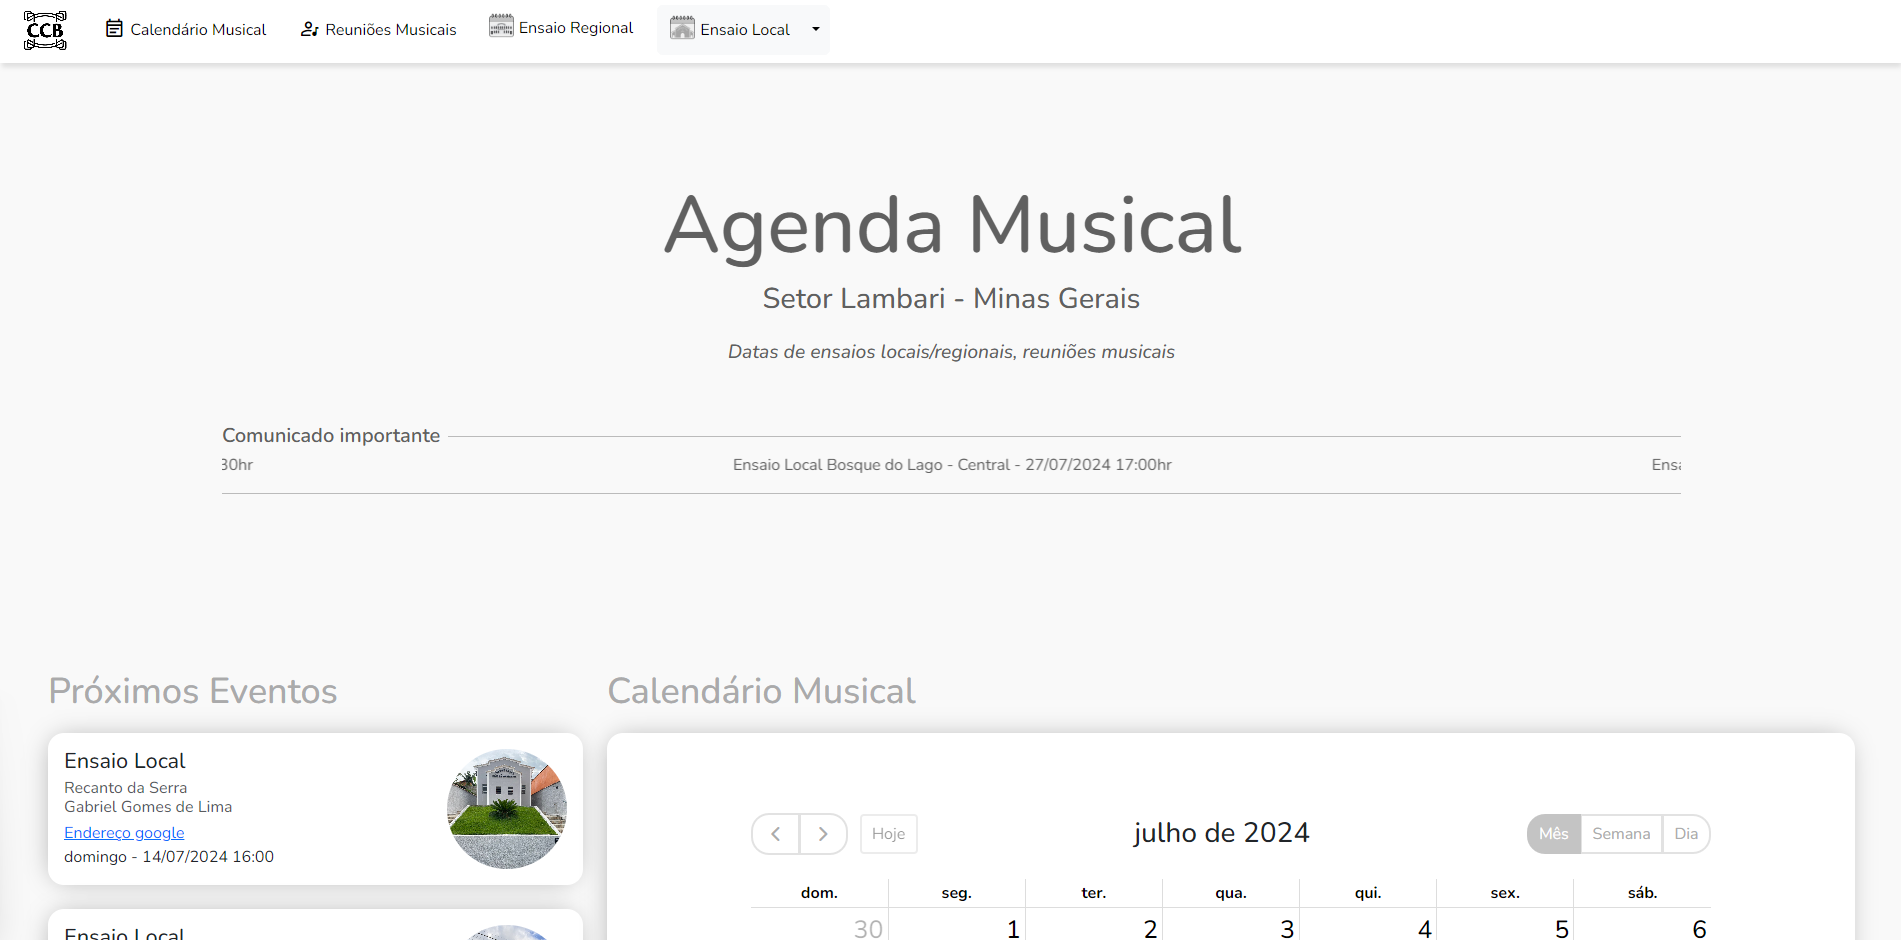 CCB
Calendário Musical
Reuniões Musicais
Ensaio Regional
Ensaio Local
Agenda Musical
Setor Lambari - Minas Gerais
Datas de ensaios locais/regionais, reuniões musicais
Comunicado importante
30hr
Ensaio Local Bosque do Lago - Central - 27/07/2024 17:00hr
Ensa
Próximos Eventos
Ensaio Local
Recanto da Serra
Gabriel Gomes de Lima
Endereço google
domingo - 14/07/2024 16:00
Ensaio Local
Calendário Musical
Hoje
julho de 2024
Mês Semana Dia
dom. seg. ter. qua. qui. sex. sáb.
30 1 2 3 4 5 6